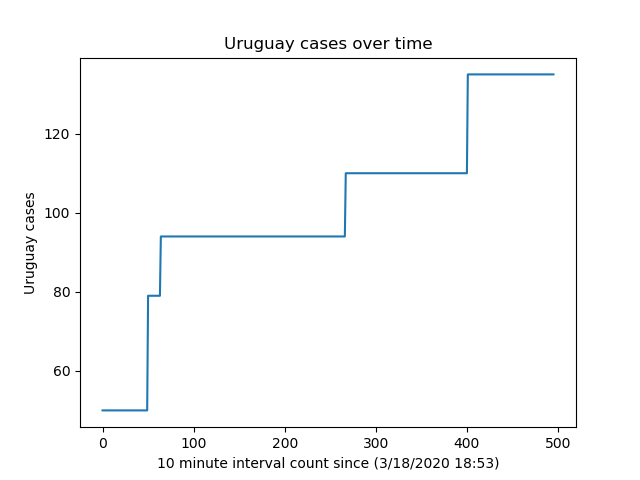 Uruguay cases over time
Uruguay cases
120
100
80
60
0 100 200 300 400 500
10 minute interval count since (3/18/2020 18:53)